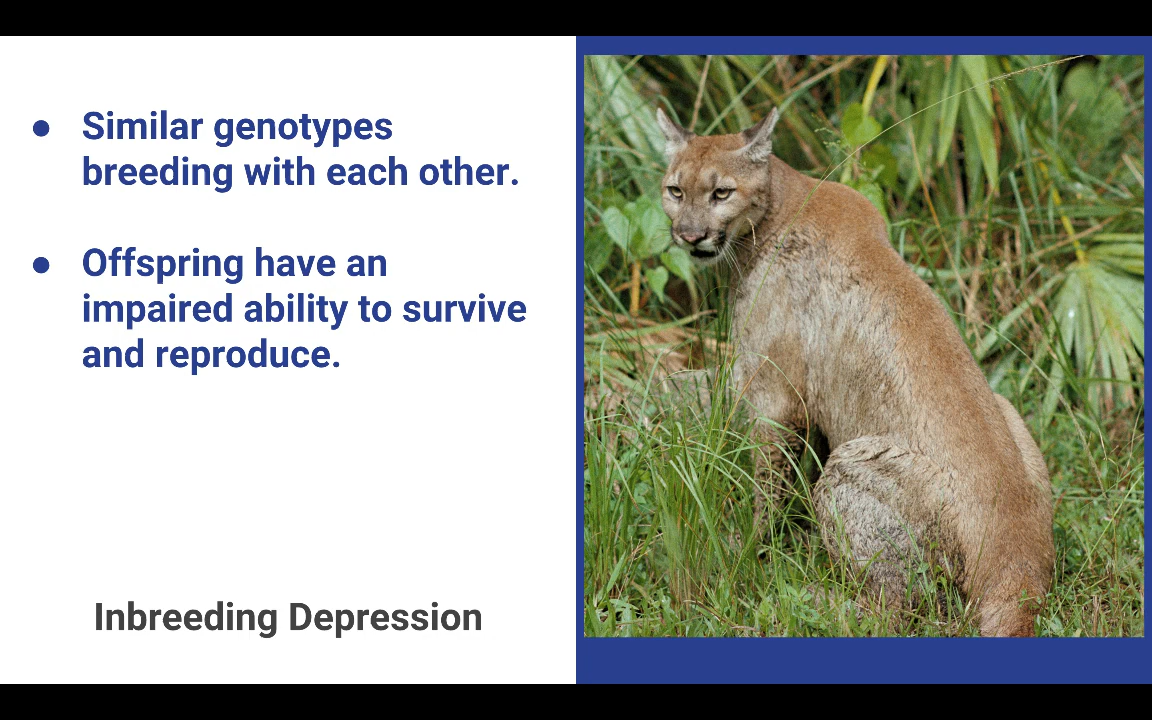 ● Similar genotypes
breeding with each other.
● Offspring have an
impaired ability to survive
and reproduce.
Inbreeding Depression